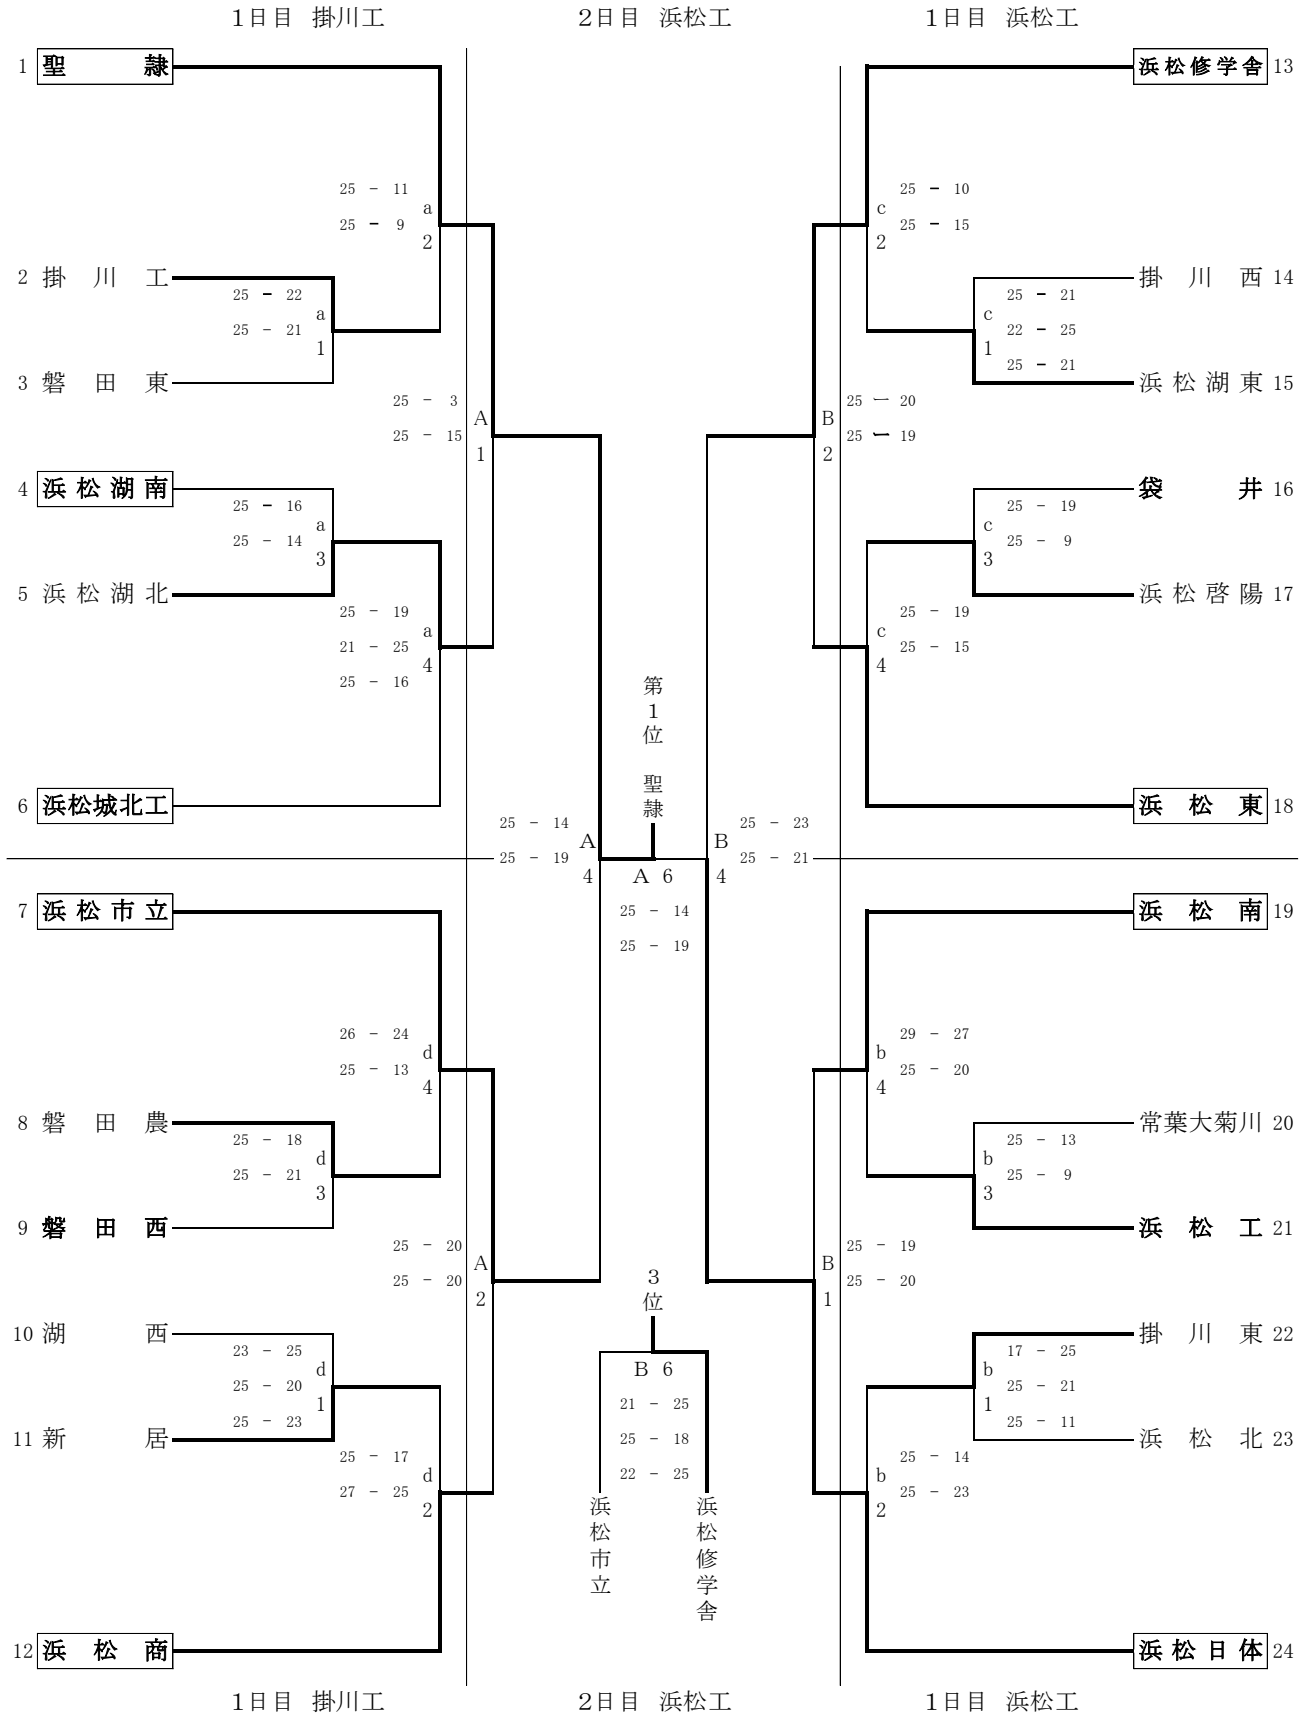 1日目 掛川工 2日目 浜松工 1日目 浜松工
1 聖隷
25 - 11
25 - 9
a
2
2 掛川工
25 - 22
25 - 21
a
1
3 磐田東
25 - 3
25 - 15
A
1
4 浜松湖南
25 - 16
25 - 14
a
3
5 浜松湖北
25 - 19
21 - 25
25 - 16
a
4
6 浜松城北工
7 浜松市立
26 - 24
25 - 13
d
4
8 磐田農
25 - 18
25 - 21
d
3
9 磐田西
25 - 20
25 - 20
A
2
10 湖西
23 - 25
25 - 20
25 - 23
d
1
11 新居
25 - 17
27 - 25
d
2
12 浜松商
第1位 聖隷
25 - 14
25 - 19
A
4
A 6
25 - 14
25 - 19
B
4
25 - 23
25 - 21
3位
B 6
21 - 25
25 - 18
22 - 25
浜松市立
浜松修学舎
浜松修学舎 13
c
2
25 - 10
25 - 15
掛川西 14
c
1
25 - 21
22 - 25
25 - 21
浜松湖東 15
B
2
25 - 20
25 - 19
袋井 16
c
3
25 - 19
25 - 9
浜松啓陽 17
c
4
25 - 19
25 - 15
浜松東 18
浜松南 19
b
4
29 - 27
25 - 20
常葉大菊川 20
b
3
25 - 13
25 - 9
浜松工 21
B
1
25 - 19
25 - 20
掛川東 22
b
1
17 - 25
25 - 21
25 - 11
浜松北 23
b
2
25 - 14
25 - 23
浜松日体 24
1日目 掛川工 2日目 浜松工 1日目 浜松工